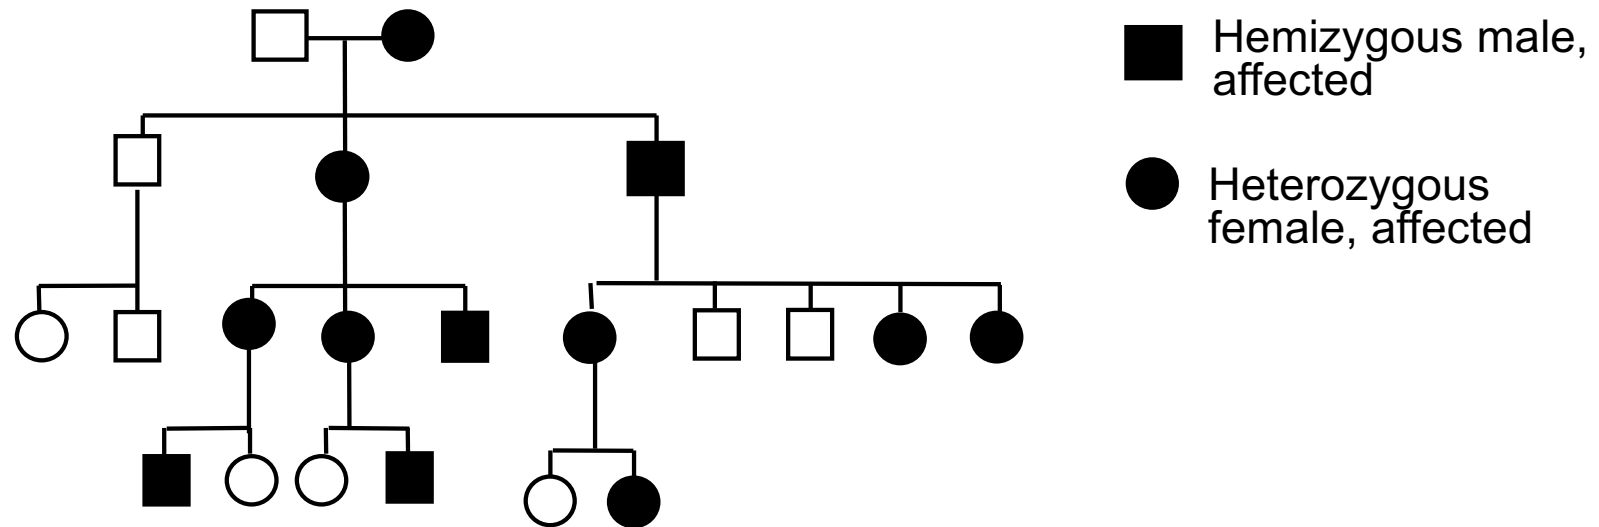 Hemizygous male,
affected
Heterozygous
female, affected